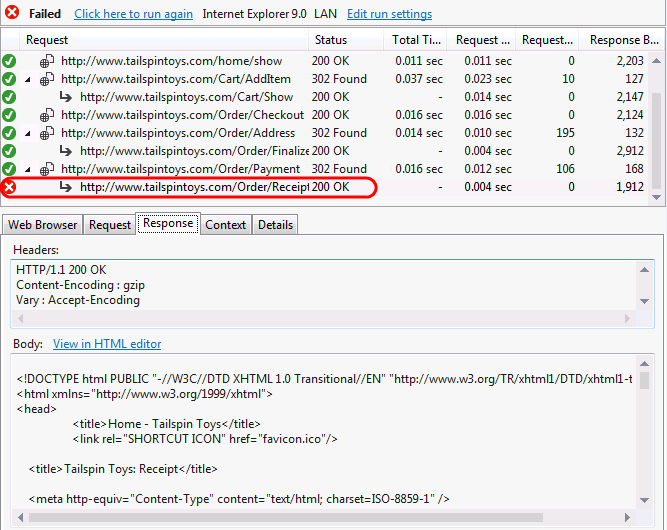 Failed Click here to run again Internet Explorer 9.0 LAN Edit run settings
Request Status Total Ti... Request ... Request... Response B...
http://www.tailspintoys.com/home/show 200 OK 0.011 sec 0.011 sec 0 2,203
http://www.tailspintoys.com/Cart/AddItem 302 Found 0.037 sec 0.023 sec 10 127
http://www.tailspintoys.com/Cart/Show 200 OK - 0.014 sec 0 2,147
http://www.tailspintoys.com/Order/Checkout 200 OK 0.016 sec 0.016 sec 0 2,124
http://www.tailspintoys.com/Order/Address 302 Found 0.014 sec 0.010 sec 195 132
http://www.tailspintoys.com/Order/Finalize 200 OK - 0.004 sec 0 2,912
http://www.tailspintoys.com/Order/Payment 302 Found 0.016 sec 0.012 sec 106 168
http://www.tailspintoys.com/Order/Receipt 200 OK - 0.004 sec 0 1,912
Web Browser Request Response Context Details
Headers:
HTTP/1.1 200 OK
Content-Encoding : gzip
Vary : Accept-Encoding
Body: View in HTML editor
<!DOCTYPE html PUBLIC "-//W3C//DTD XHTML 1.0 Transitional//EN" "http://www.w3.org/TR/xhtml1/DTD/xhtml1-t
<html xmlns="http://www.w3.org/1999/xhtml">
<head>
<title>Home - Tailspin Toys</title>
<link rel="SHORTCUT ICON" href="favicon.ico"/>
<title>Tailspin Toys: Receipt</title>
<meta http-equiv="Content-Type" content="text/html; charset=ISO-8859-1" />